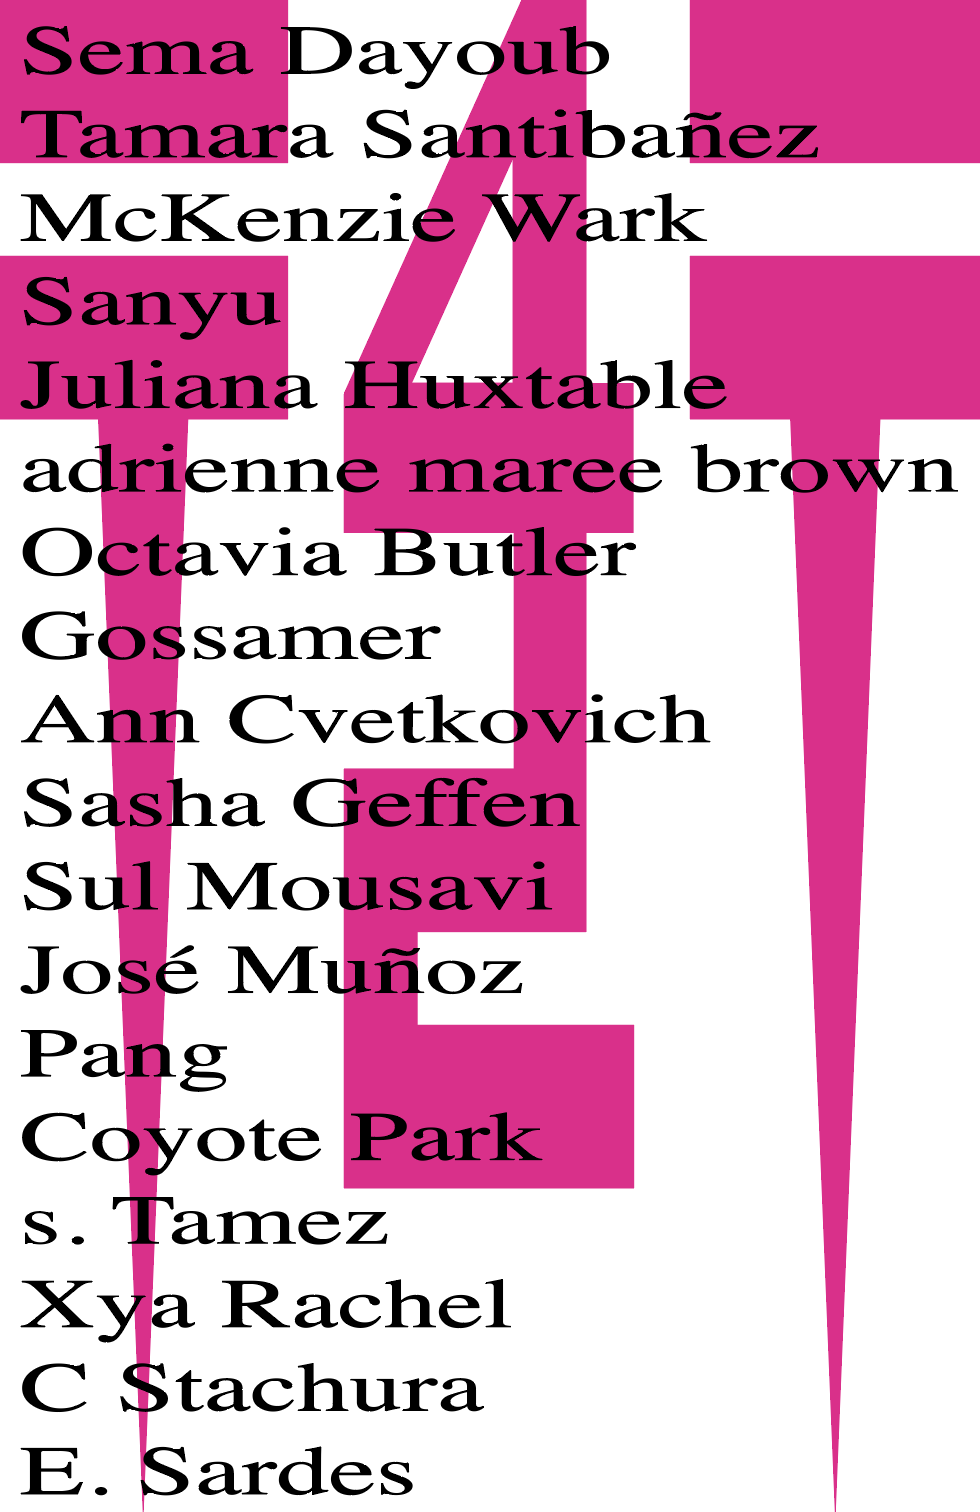 Sema Dayoub
Tamara Santibañez
McKenzie Wark
Sanyu
Juliana Huxtable
adrienne maree brown
Octavia Butler
Gossamer
Ann Cvetkovich
Sasha Geffen
Sul Mousavi
José Muñoz
Pang
Coyote Park
s. Tamez
Xya Rachel
C Stachura
E. Sardes